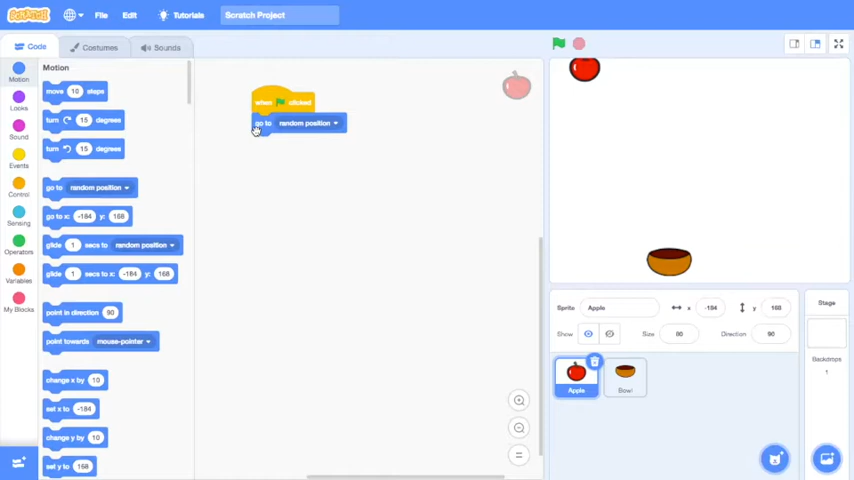 SCRATCH File Edit Tutorials Scratch Project
Code Costumes Sounds
Motion
Looks
Sound
Events
Control
Sensing
Operators
Variables
My Blocks
Motion
move 10 steps
turn 15 degrees
turn 15 degrees
go to random position
go to x: -184 y: 168
glide 1 secs to random position
glide 1 secs to x: -184 y: 168
point in direction 90
point towards mouse-pointer
change x by 10
set x to -184
change y by 10
set y to 168
when clicked
go to random position
Sprite Apple x -184 y 168
Show Size 80 Direction 90
Apple
Bowl
Stage
Backdrops
1